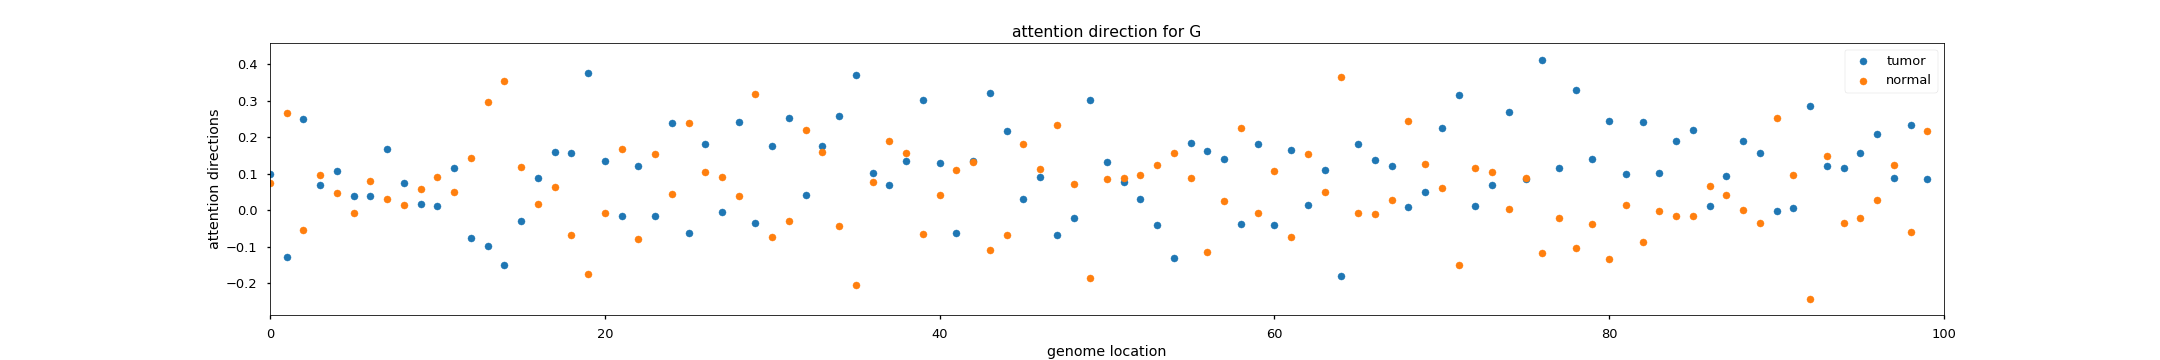 attention direction for G
attention directions
0.4
0.3
0.2
0.1
0.0
−0.1
−0.2
tumor
normal
0 20 40 60 80 100
genome location